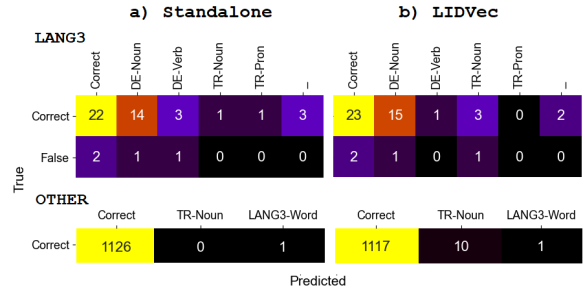 a) Standalone b) LIDVec
LANG3
Correct DE-Noun DE-Verb TR-Noun TR-Pron – Correct DE-Noun DE-Verb TR-Noun TR-Pron –
Correct 22 14 3 1 1 3 23 15 1 3 0 2
False 2 1 1 0 0 0 2 1 0 1 0 0
True
OTHER
Correct TR-Noun LANG3-Word Correct TR-Noun LANG3-Word
Correct 1126 0 1 1117 10 1
Predicted